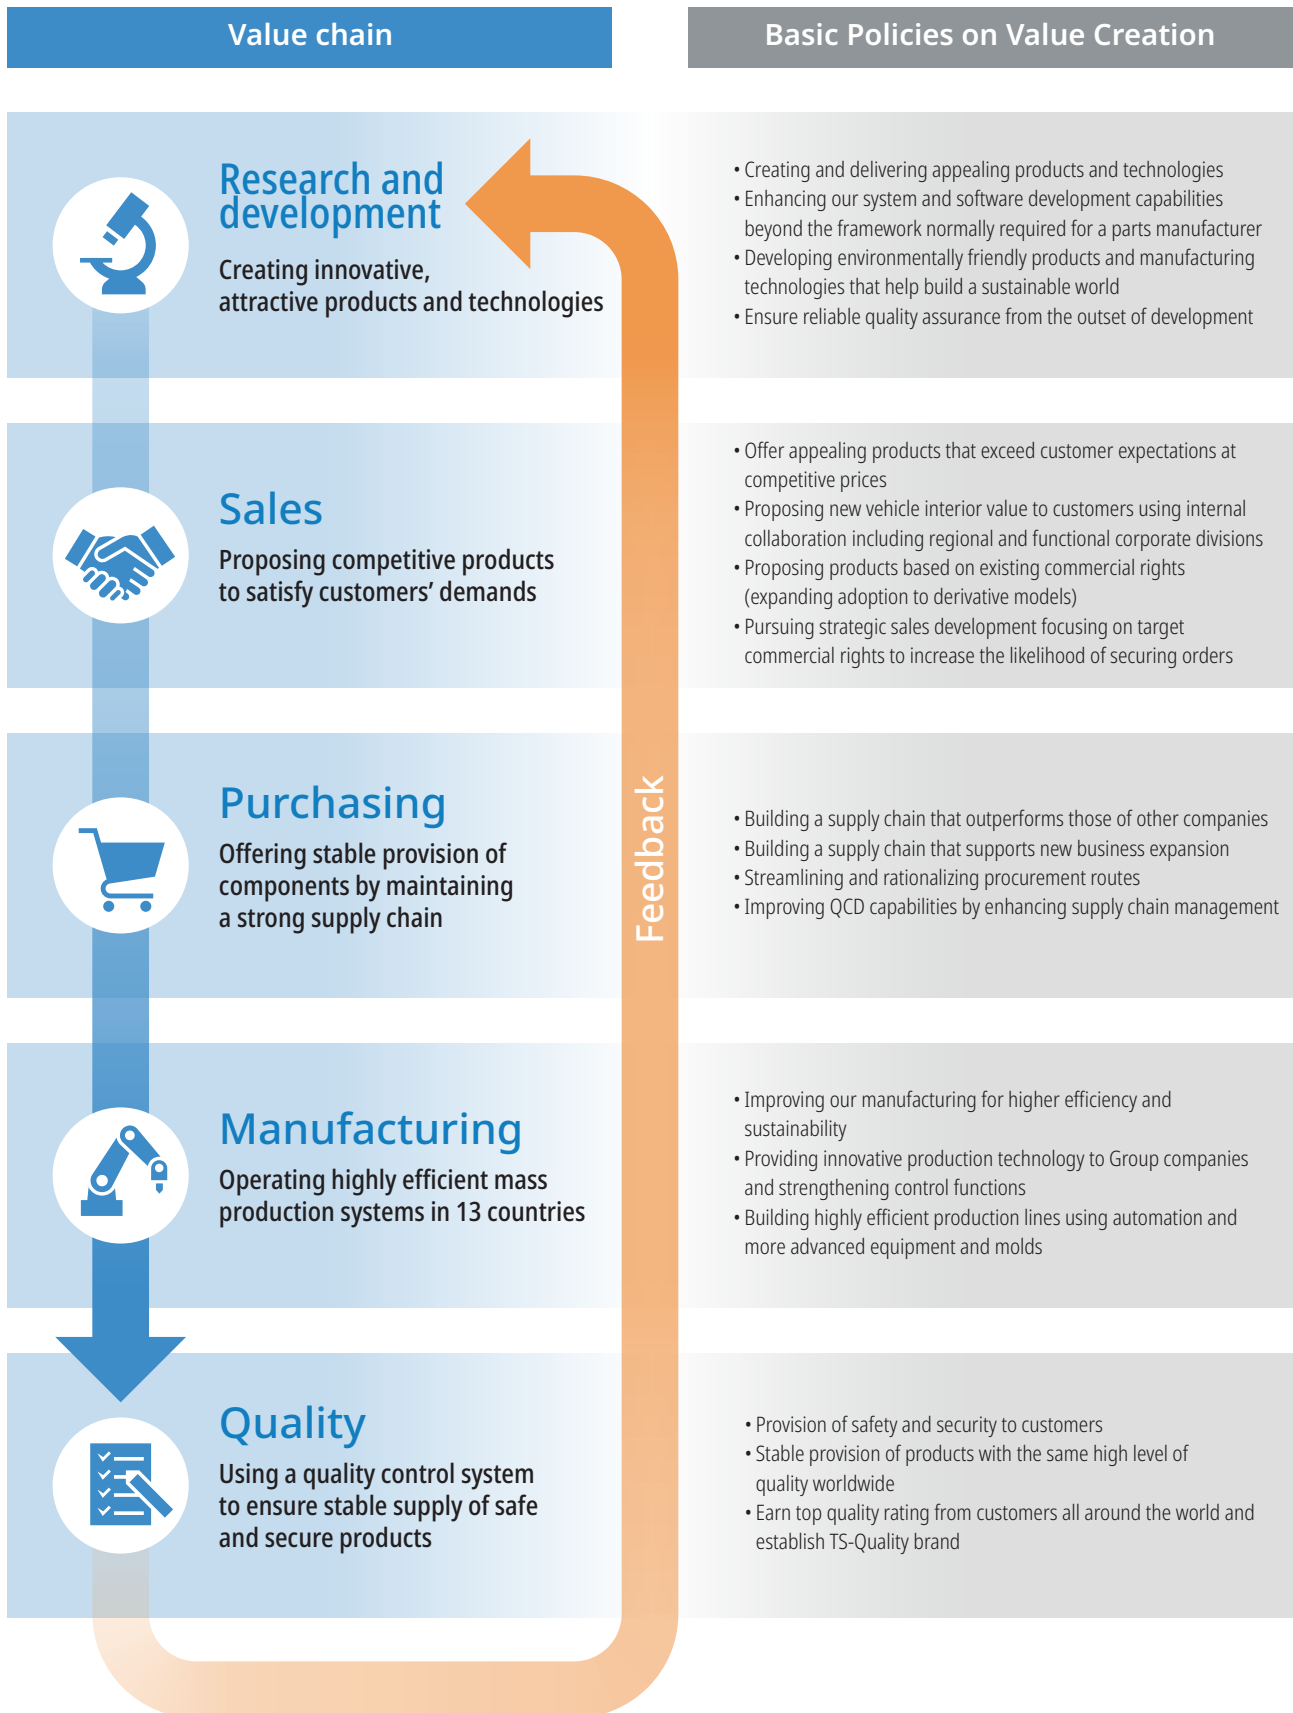 Value chain
Basic Policies on Value Creation
Research and
development
Creating innovative,
attractive products and technologies
• Creating and delivering appealing products and technologies
• Enhancing our system and software development capabilities
beyond the framework normally required for a parts manufacturer
• Developing environmentally friendly products and manufacturing
technologies that help build a sustainable world
• Ensure reliable quality assurance from the outset of development
Sales
Proposing competitive products
to satisfy customers’ demands
• Offer appealing products that exceed customer expectations at
competitive prices
• Proposing new vehicle interior value to customers using internal
collaboration including regional and functional corporate divisions
• Proposing products based on existing commercial rights
(expanding adoption to derivative models)
• Pursuing strategic sales development focusing on target
commercial rights to increase the likelihood of securing orders
Purchasing
Offering stable provision of
components by maintaining
a strong supply chain
Feedback
• Building a supply chain that outperforms those of other companies
• Building a supply chain that supports new business expansion
• Streamlining and rationalizing procurement routes
• Improving QCD capabilities by enhancing supply chain management
Manufacturing
Operating highly efficient mass
production systems in 13 countries
• Improving our manufacturing for higher efficiency and
sustainability
• Providing innovative production technology to Group companies
and strengthening control functions
• Building highly efficient production lines using automation and
more advanced equipment and molds
Quality
Using a quality control system
to ensure stable supply of safe
and secure products
• Provision of safety and security to customers
• Stable provision of products with the same high level of
quality worldwide
• Earn top quality rating from customers all around the world and
establish TS-Quality brand